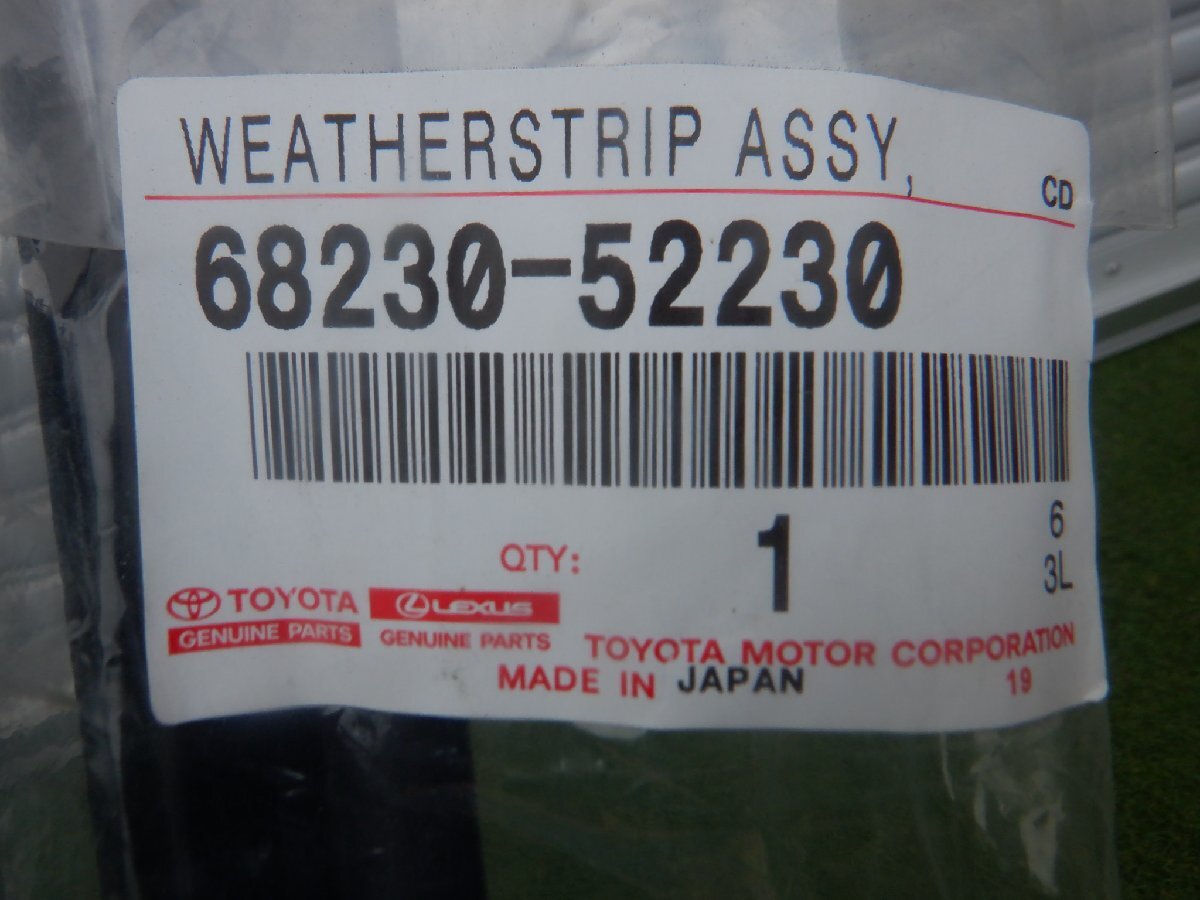 WEATHERSTRIP ASSY,
CD
68230-52230
QTY: 1
6
3L
TOYOTA
GENUINE PARTS
LEXUS
GENUINE PARTS
TOYOTA MOTOR CORPORATION
MADE IN JAPAN
19